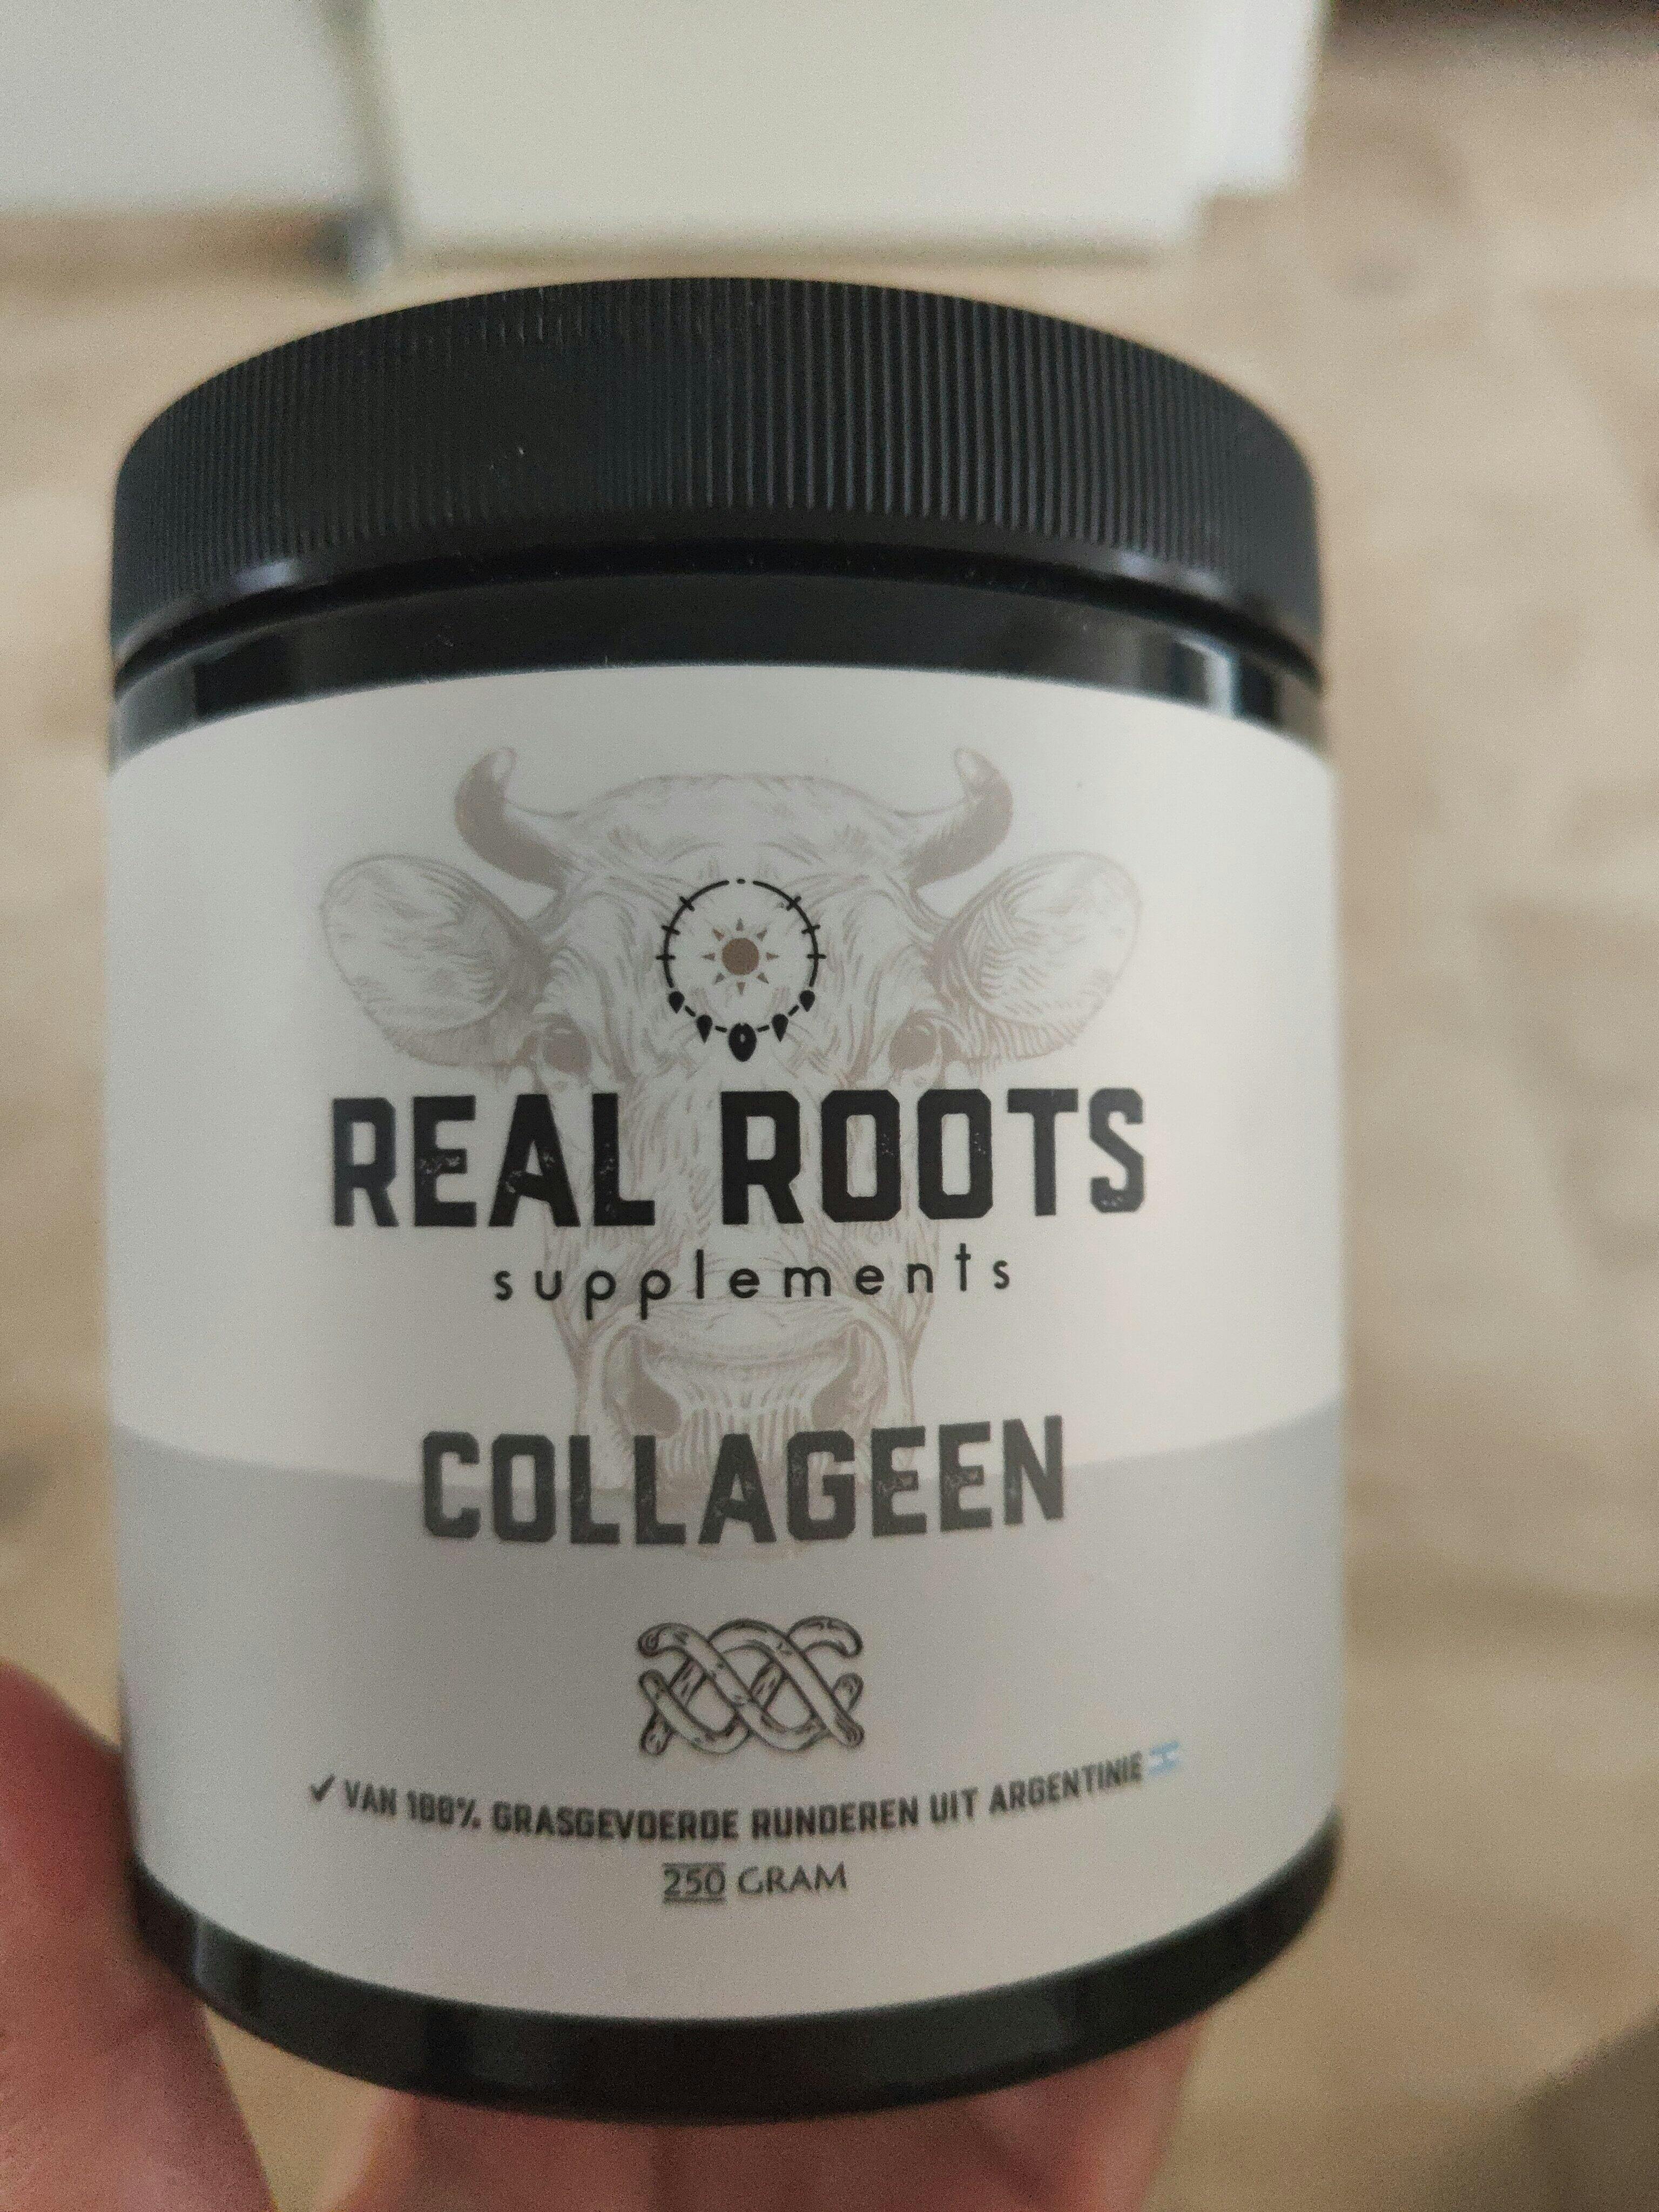 REAL ROOTS
supplements
COLLAGEEN
✓ VAN 100% GRASGEVOERDE RUNDEREN UIT ARGENTINIE
250 GRAM